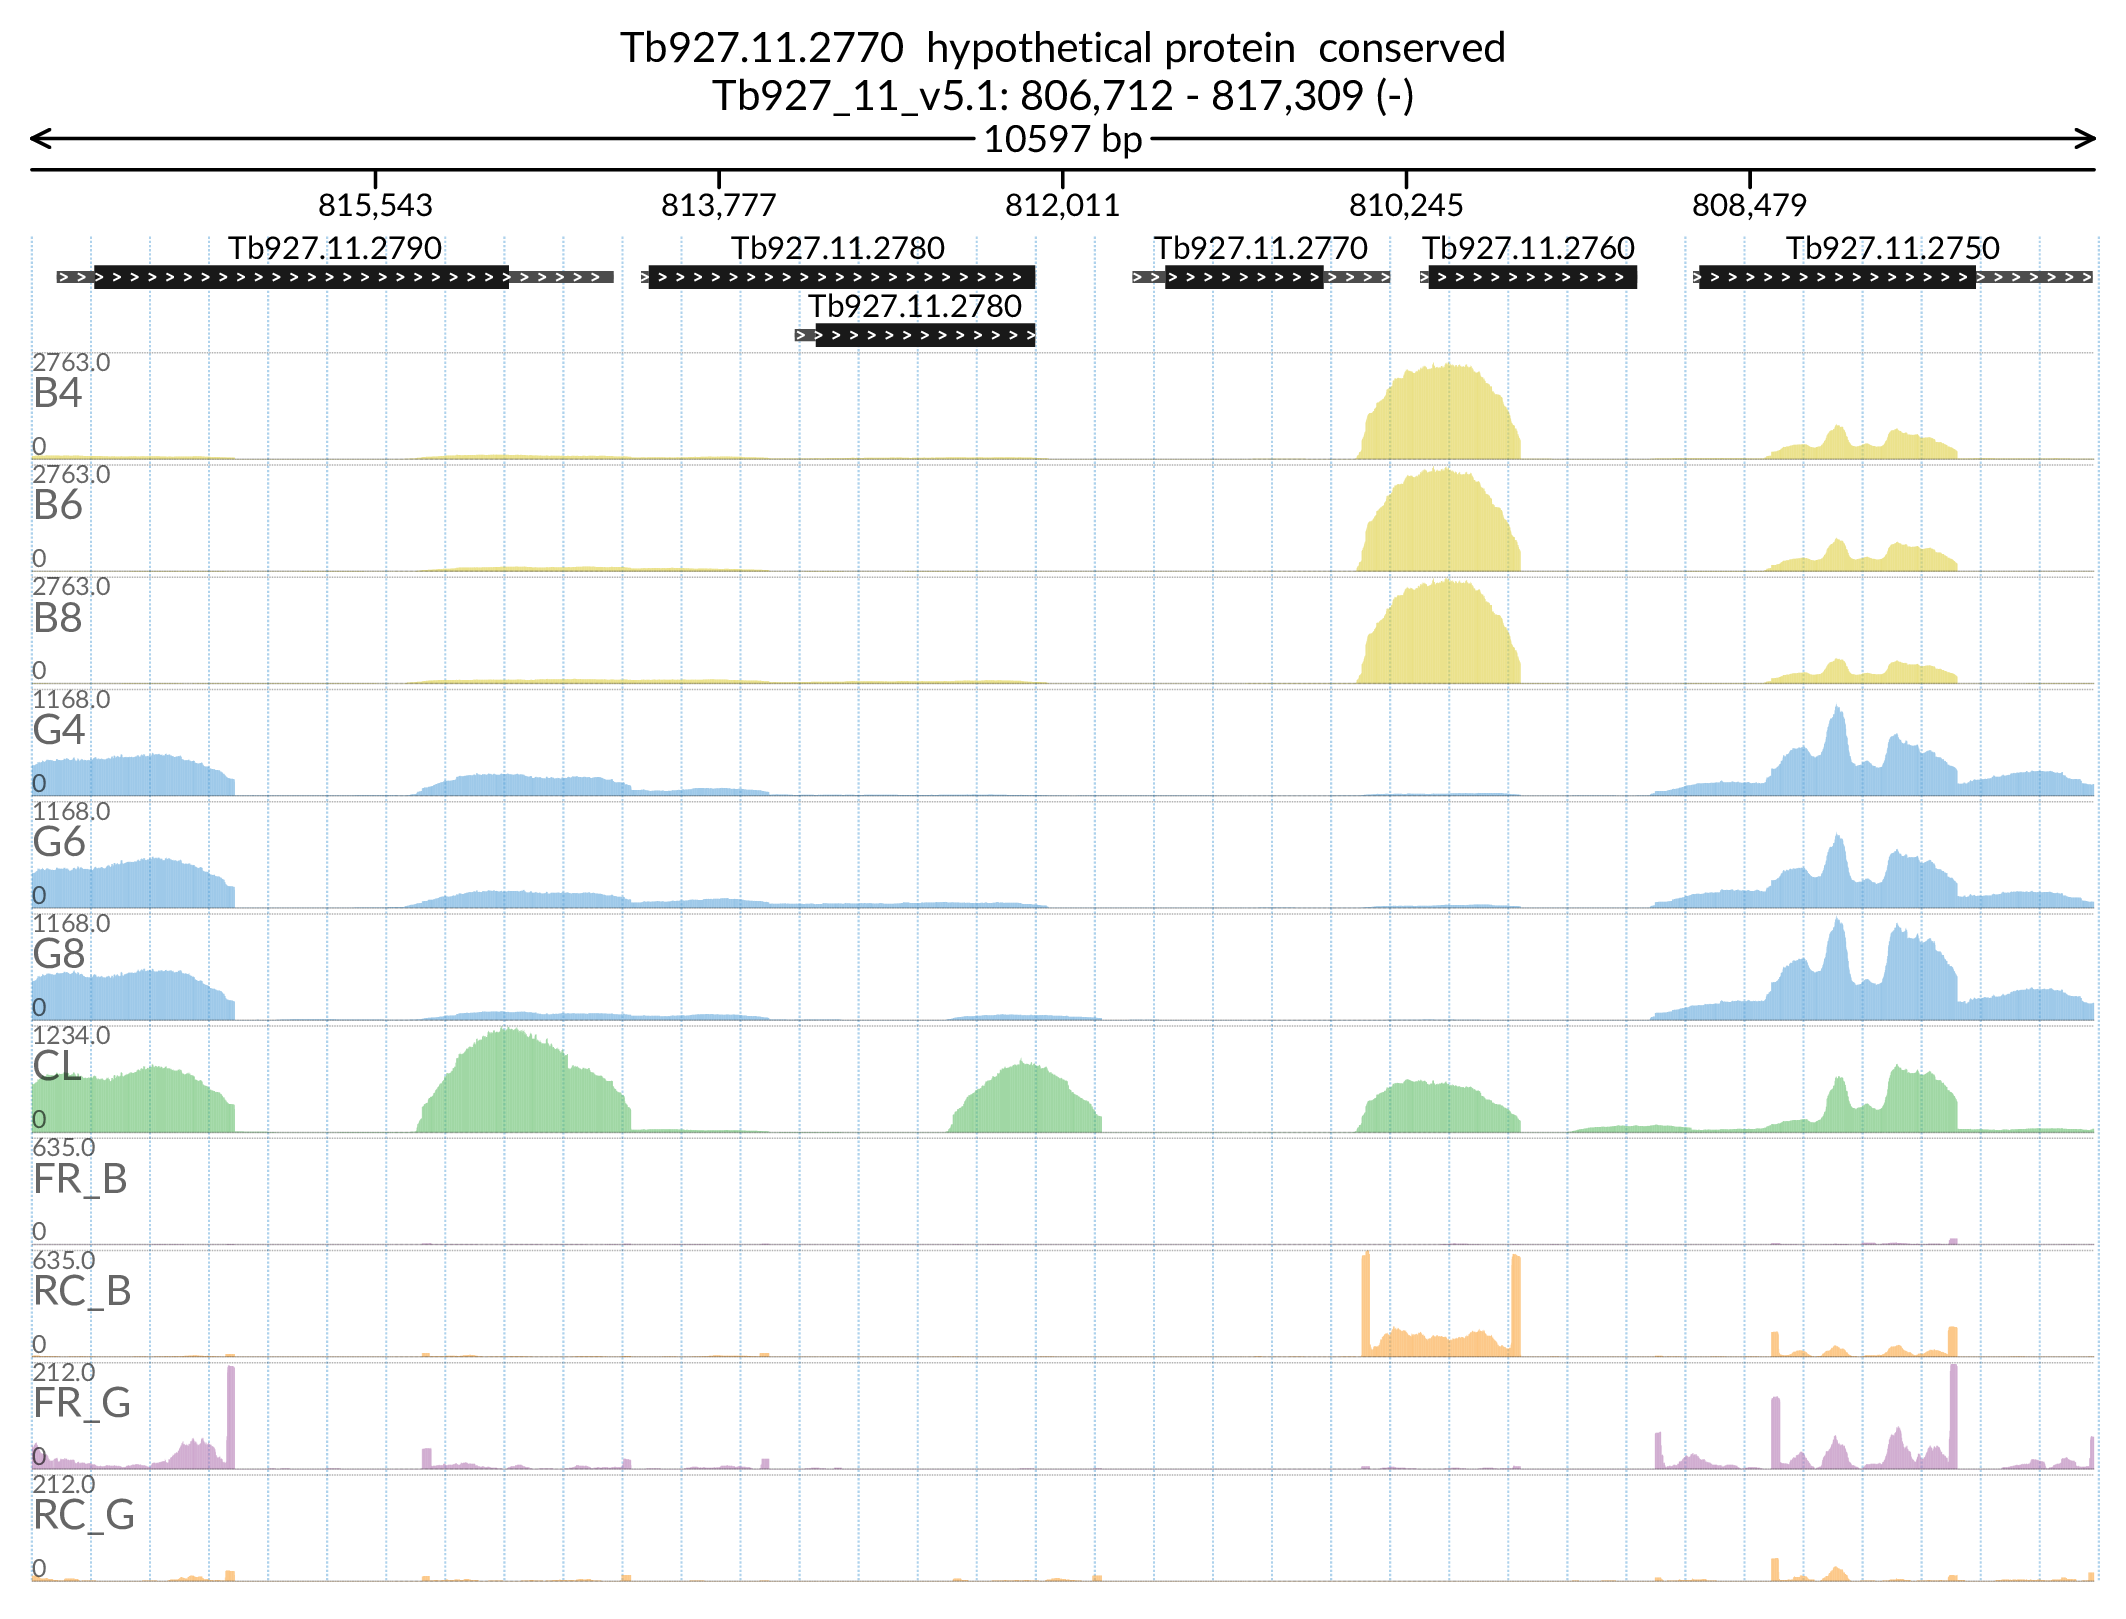 Tb927.11.2770  hypothetical protein  conserved
Tb927_11_v5.1: 806,712 - 817,309 (-)
10597 bp
815,543 813,777 812,011 810,245 808,479
Tb927.11.2790 Tb927.11.2780 Tb927.11.2770 Tb927.11.2760 Tb927.11.2750
Tb927.11.2780
2763.0
B4
0
2763.0
B6
0
2763.0
B8
0
1168.0
G4
0
1168.0
G6
0
1168.0
G8
0
1234.0
CL
0
635.0
FR_B
0
635.0
RC_B
0
212.0
FR_G
0
212.0
RC_G
0